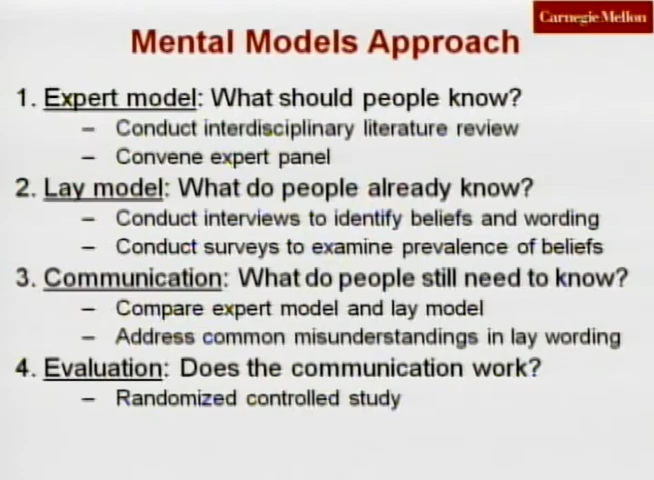 Carnegie Mellon
Mental Models Approach
1. Expert model: What should people know?
– Conduct interdisciplinary literature review
– Convene expert panel
2. Lay model: What do people already know?
– Conduct interviews to identify beliefs and wording
– Conduct surveys to examine prevalence of beliefs
3. Communication: What do people still need to know?
– Compare expert model and lay model
– Address common misunderstandings in lay wording
4. Evaluation: Does the communication work?
– Randomized controlled study